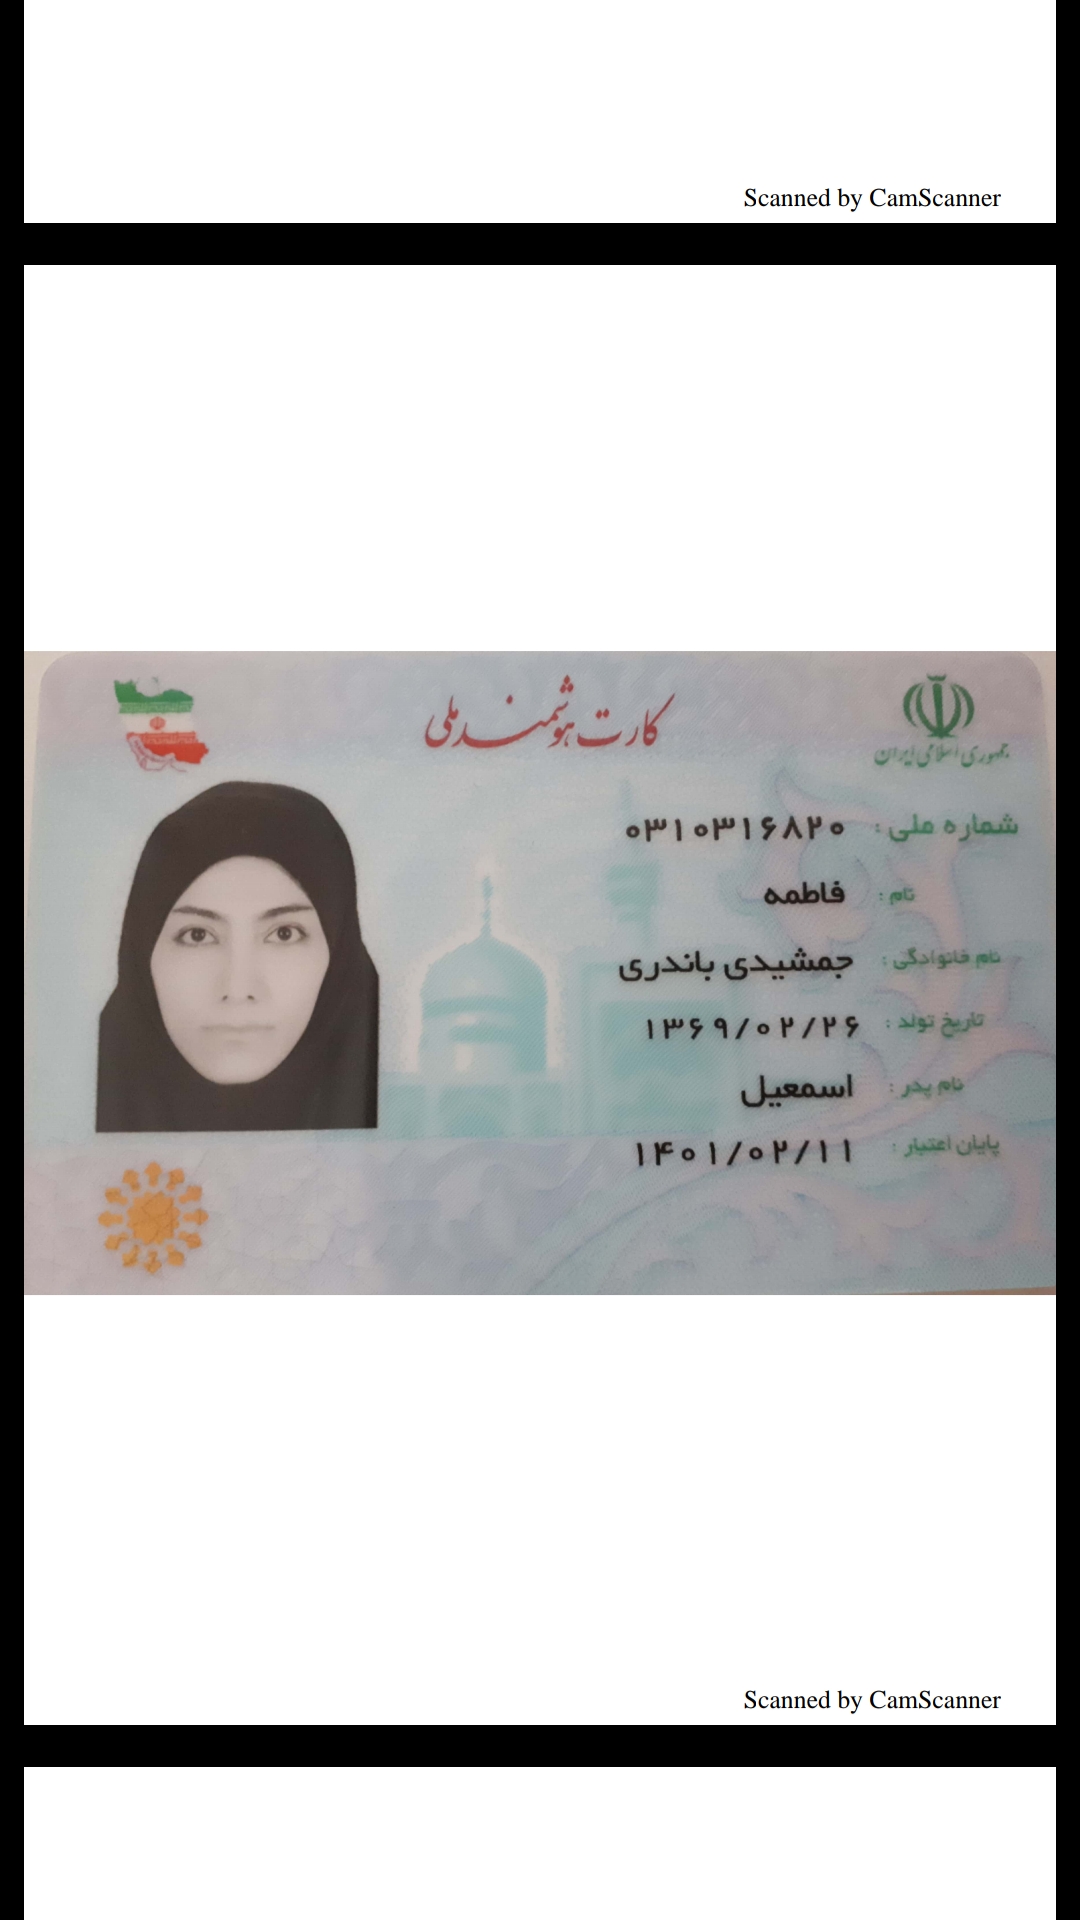 Scanned by CamScanner
کارت هوشمند ملی
جمهوری اسلامی ایران
شماره ملی : ۰۳۱۰۳۱۶۸۲۰
نام : فاطمه
نام خانوادگی : جمشیدی باندری
تاریخ تولد : ۱۳۶۹/۰۲/۲۶
نام پدر : اسمعیل
پایان اعتبار : ۱۴۰۱/۰۲/۱۱
Scanned by CamScanner